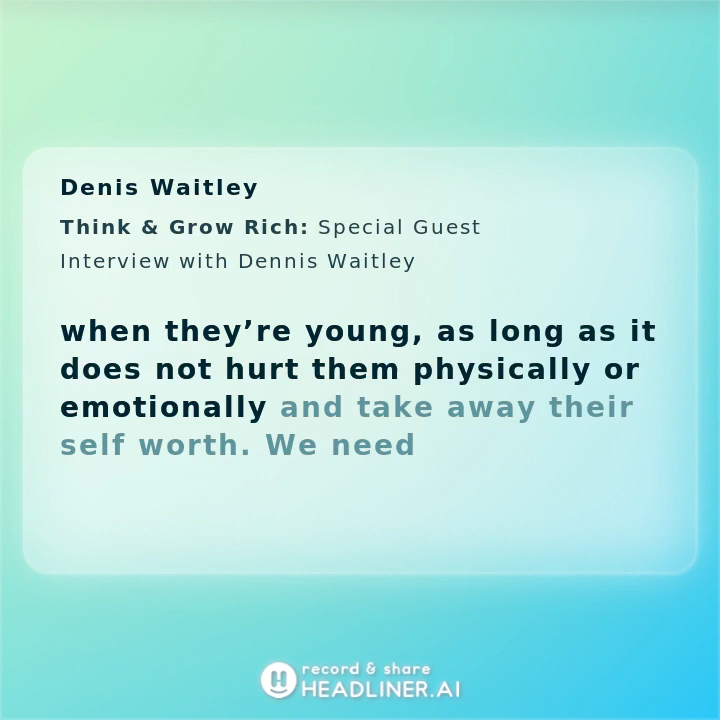 Denis Waitley
Think & Grow Rich: Special Guest
Interview with Dennis Waitley
when they’re young, as long as it
does not hurt them physically or
emotionally and take away their
self worth. We need
record & share
HEADLINER.AI